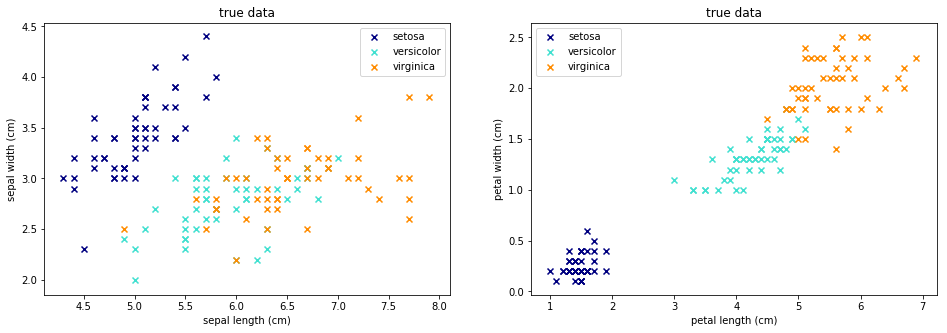 true data
setosa
versicolor
virginica
sepal width (cm)
4.5
4.0
3.5
3.0
2.5
2.0
4.5 5.0 5.5 6.0 6.5 7.0 7.5 8.0
sepal length (cm)
true data
setosa
versicolor
virginica
petal width (cm)
2.5
2.0
1.5
1.0
0.5
0.0
1 2 3 4 5 6 7
petal length (cm)